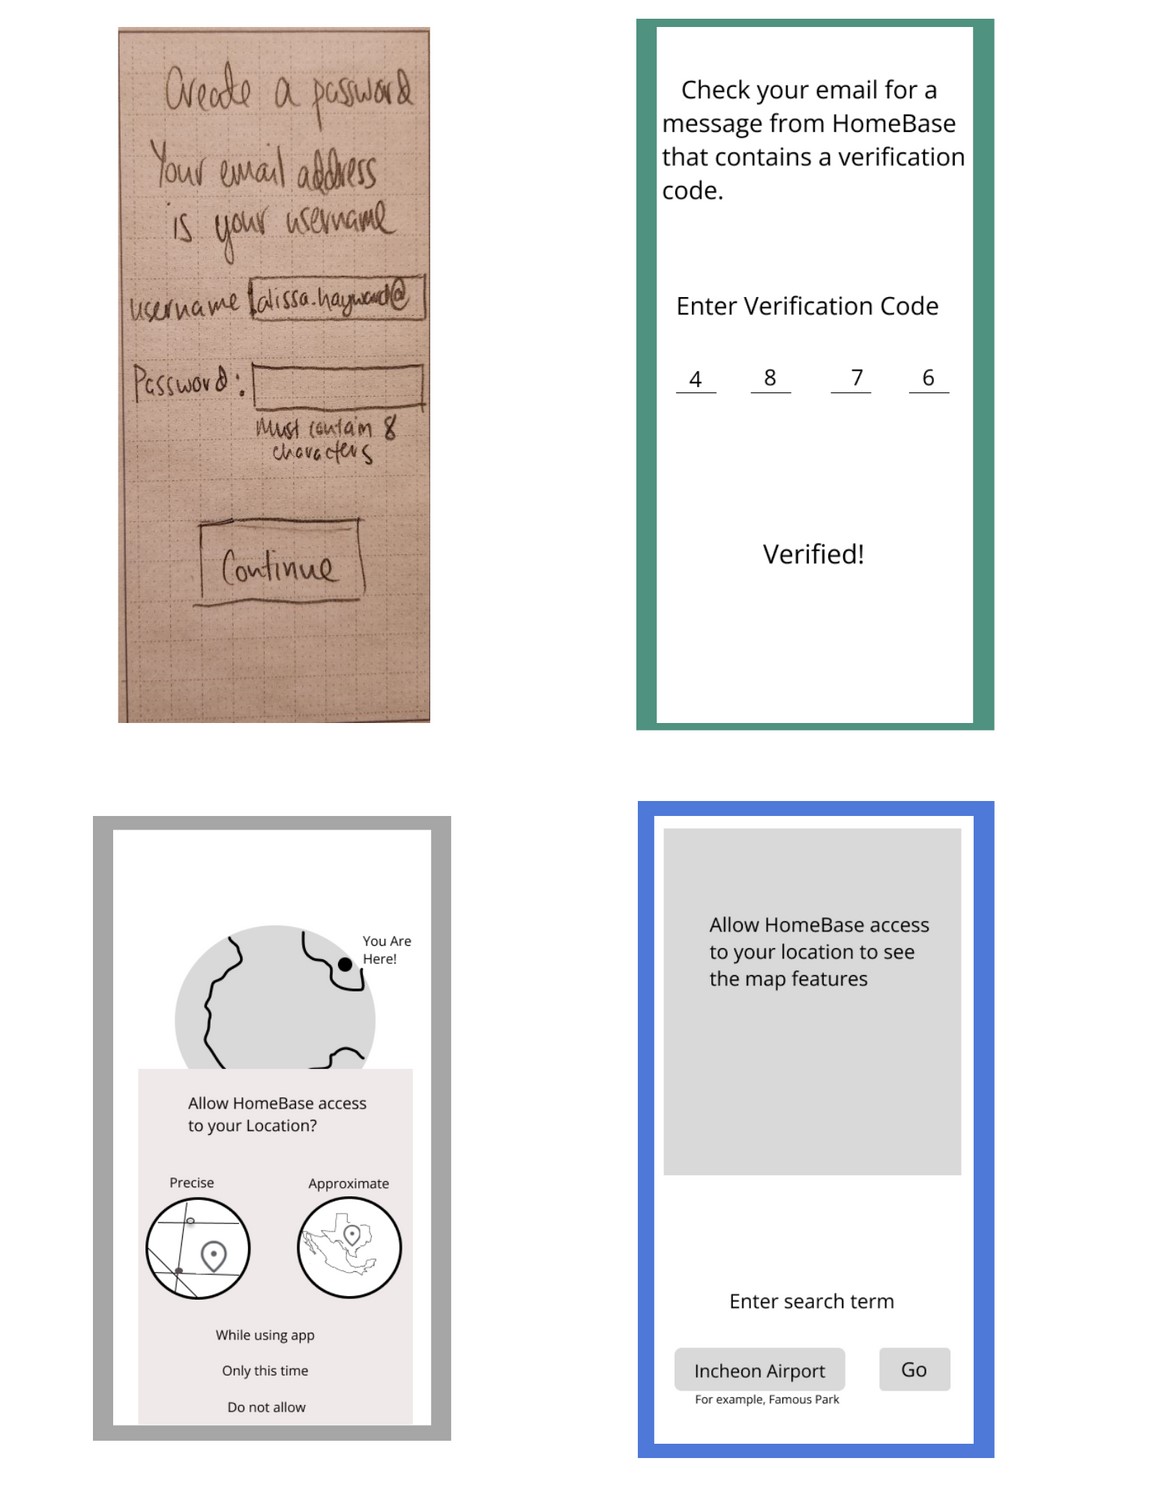 Create a password
Your email address
is your username
username
alissa.hayward@
Password:
Must contain 8
characters
Continue
Check your email for a
message from HomeBase
that contains a verification
code.
Enter Verification Code
4 8 7 6
Verified!
You Are
Here!
Allow HomeBase access
to your Location?
Precise Approximate
While using app
Only this time
Do not allow
Allow HomeBase access
to your location to see
the map features
Enter search term
Incheon Airport Go
For example, Famous Park